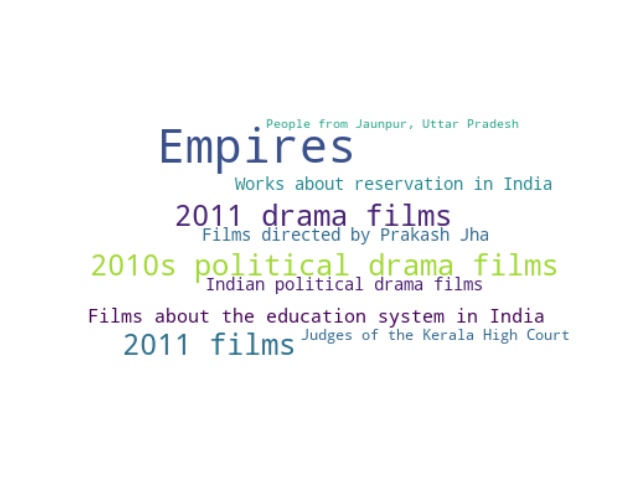 People from Jaunpur, Uttar Pradesh
Empires
Works about reservation in India
2011 drama films
Films directed by Prakash Jha
2010s political drama films
Indian political drama films
Films about the education system in India
Judges of the Kerala High Court
2011 films